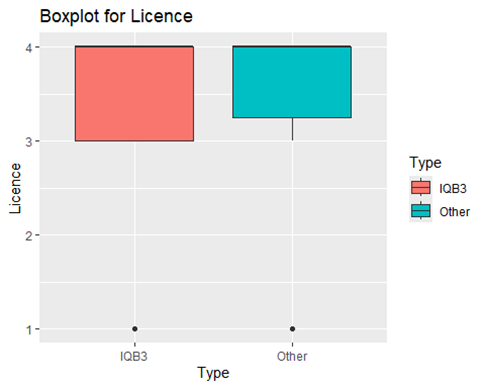 Boxplot for Licence
4
3
2
1
Licence
IQB3
Other
Type
Type
IQB3
Other